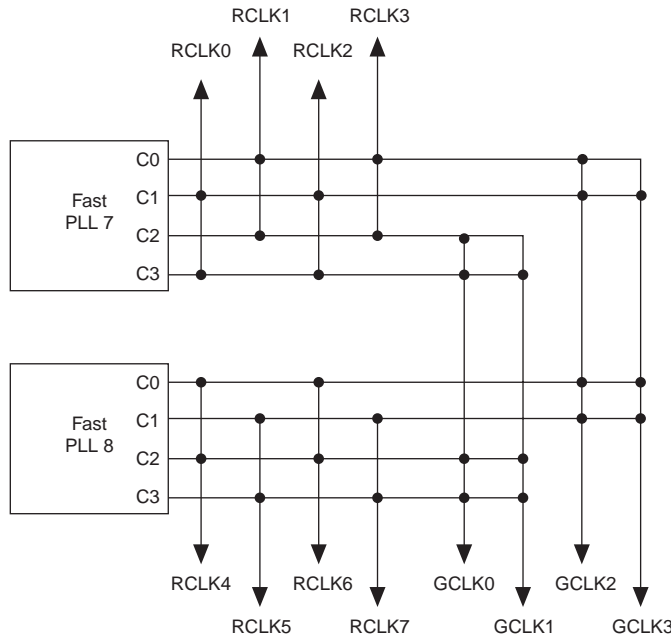 RCLK1 RCLK3
RCLK0 RCLK2
C0
Fast
PLL 7
C1
C2
C3
C0
Fast
PLL 8
C1
C2
C3
RCLK4 RCLK6 GCLK0 GCLK2
RCLK5 RCLK7 GCLK1 GCLK3